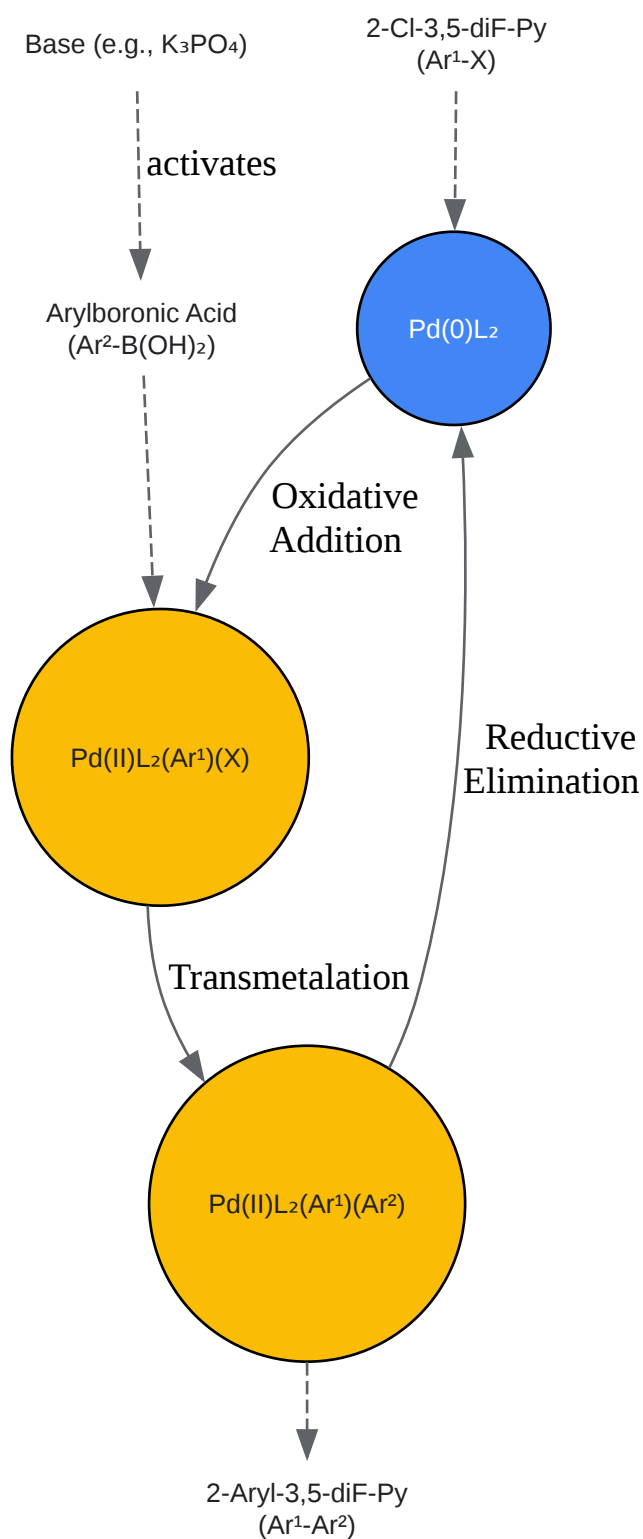 Base (e.g., K₃PO₄)
2-Cl-3,5-diF-Py
(Ar¹-X)
activates
Arylboronic Acid
(Ar²-B(OH)₂)
Pd(0)L₂
Oxidative
Addition
Pd(II)L₂(Ar¹)(X)
Reductive
Elimination
Transmetalation
Pd(II)L₂(Ar¹)(Ar²)
2-Aryl-3,5-diF-Py
(Ar¹-Ar²)